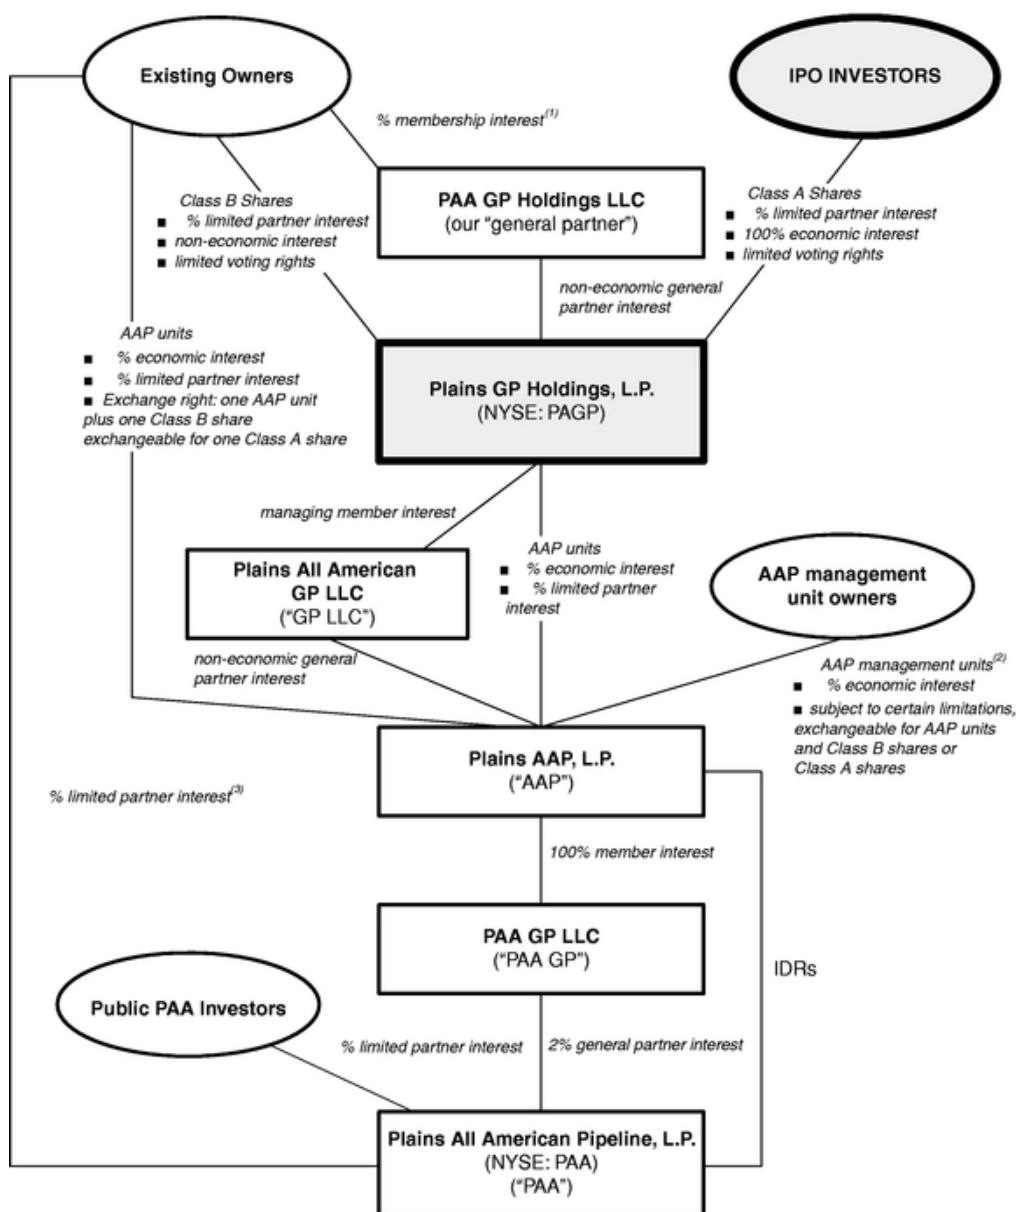 Existing Owners
IPO INVESTORS
% membership interest(1)
PAA GP Holdings LLC
(our “general partner”)
Class B Shares
■ % limited partner interest
■ non-economic interest
■ limited voting rights
Class A Shares
■ % limited partner interest
■ 100% economic interest
■ limited voting rights
non-economic general
partner interest
AAP units
■ % economic interest
■ % limited partner interest
■ Exchange right: one AAP unit
plus one Class B share
exchangeable for one Class A share
Plains GP Holdings, L.P.
(NYSE: PAGP)
managing member interest
Plains All American
GP LLC
(“GP LLC”)
AAP units
■ % economic interest
■ % limited partner
interest
AAP management
unit owners
non-economic general
partner interest
AAP management units(2)
■ % economic interest
■ subject to certain limitations,
exchangeable for AAP units
and Class B shares or
Class A shares
Plains AAP, L.P.
(“AAP”)
% limited partner interest(3)
100% member interest
PAA GP LLC
(“PAA GP”)
IDRs
Public PAA Investors
% limited partner interest
2% general partner interest
Plains All American Pipeline, L.P.
(NYSE: PAA)
(“PAA”)